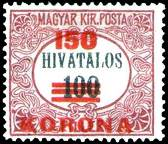 MAGYAR KIR. POSTA
150
HIVATALOS
100
KORONA